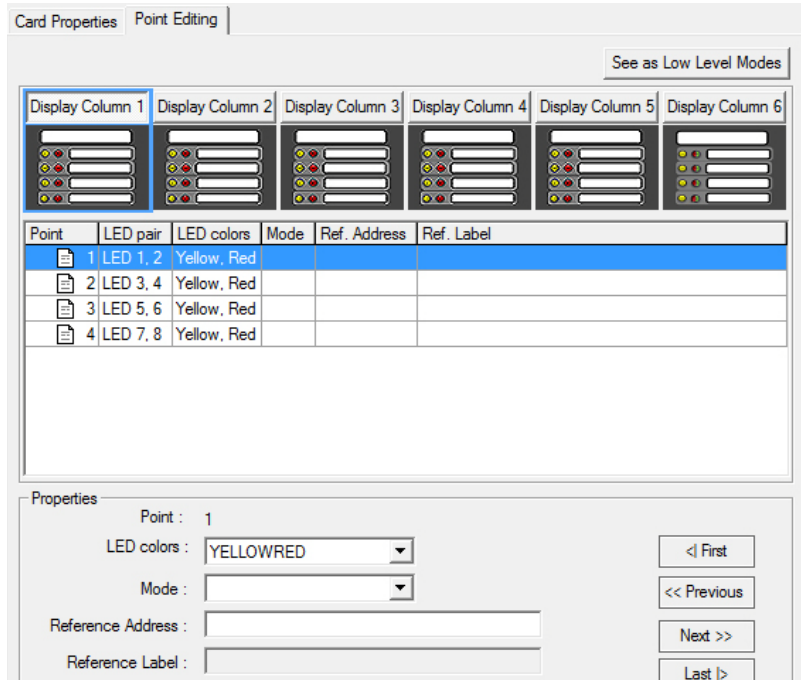 Card Properties Point Editing
See as Low Level Modes
Display Column 1 Display Column 2 Display Column 3 Display Column 4 Display Column 5 Display Column 6
Point LED pair LED colors Mode Ref. Address Ref. Label
1 LED 1, 2 Yellow, Red
2 LED 3, 4 Yellow, Red
3 LED 5, 6 Yellow, Red
4 LED 7, 8 Yellow, Red
Properties
Point : 1
LED colors : YELLOWRED <| First
Mode : << Previous
Reference Address : Next >>
Reference Label : Last |>